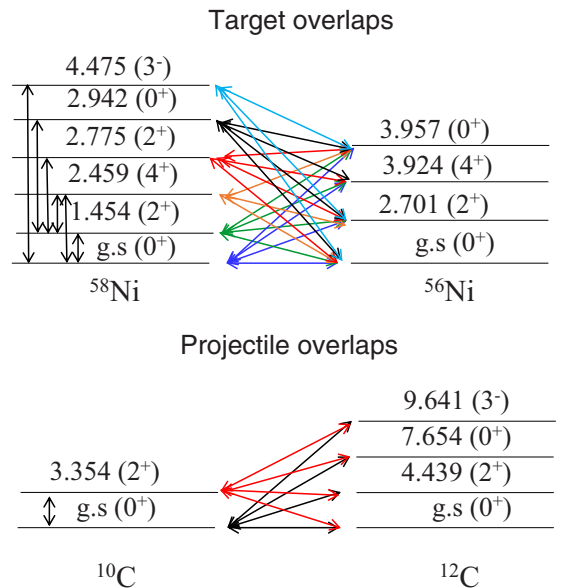 Target overlaps
4.475 (3⁻)
2.942 (0⁺)
2.775 (2⁺)
2.459 (4⁺)
1.454 (2⁺)
g.s (0⁺)
⁵⁸Ni
3.957 (0⁺)
3.924 (4⁺)
2.701 (2⁺)
g.s (0⁺)
⁵⁶Ni
Projectile overlaps
3.354 (2⁺)
g.s (0⁺)
¹⁰C
9.641 (3⁻)
7.654 (0⁺)
4.439 (2⁺)
g.s (0⁺)
¹²C